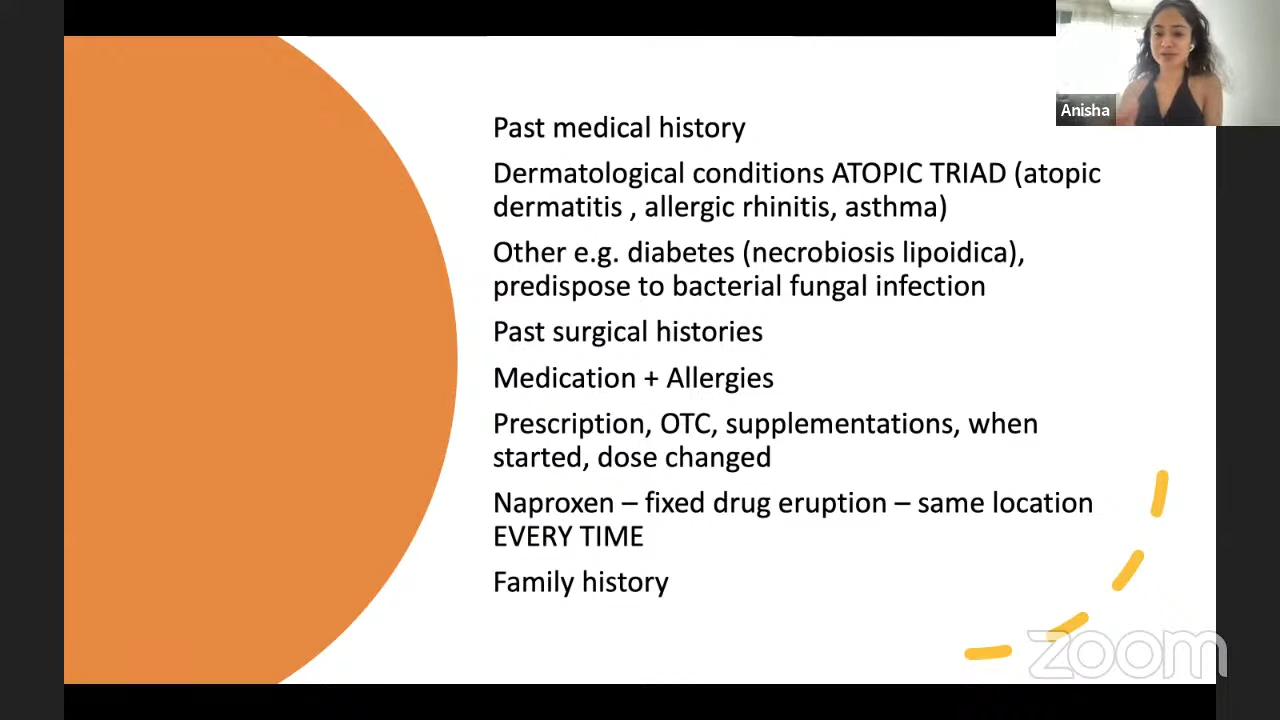 Anisha
Past medical history
Dermatological conditions ATOPIC TRIAD (atopic
dermatitis , allergic rhinitis, asthma)
Other e.g. diabetes (necrobiosis lipoidica),
predispose to bacterial fungal infection
Past surgical histories
Medication + Allergies
Prescription, OTC, supplementations, when
started, dose changed
Naproxen – fixed drug eruption – same location
EVERY TIME
Family history
zoom